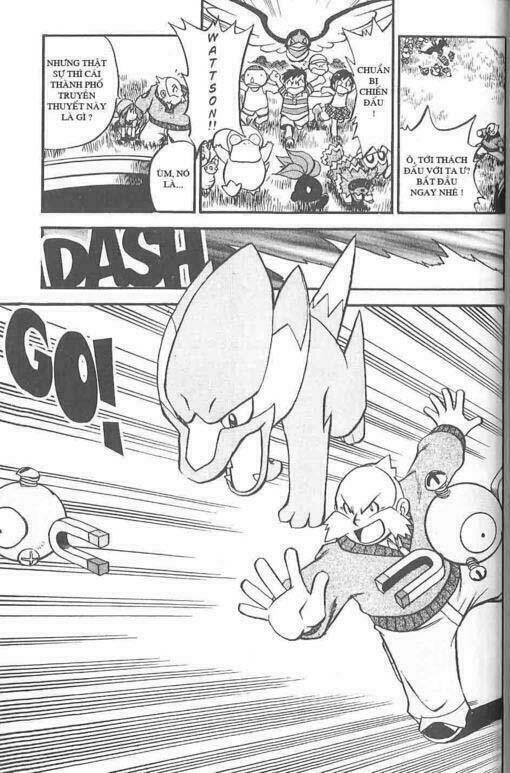 NHƯNG THẬT
SỰ THÌ CÁI
THÀNH PHỐ
TRUYỀN
THUYẾT NÀY
LÀ GÌ ?
ÙM, NÓ
LÀ...
WATTSON!!
CHUẨN
BỊ
CHIẾN
ĐẤU
!
Ồ, TỚI THÁCH
ĐẤU VỚI TA Ư?
BẮT ĐẦU
NGAY NHÉ !
DASH
GO!